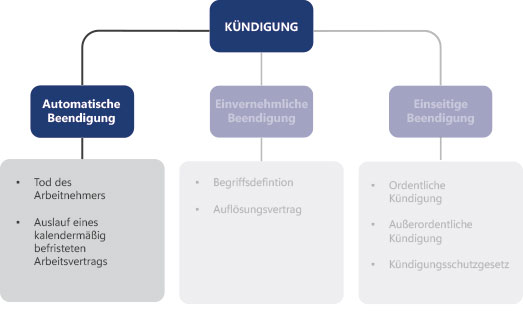 KÜNDIGUNG
Automatische
Beendigung
Einvernehmliche
Beendigung
Einseitige
Beendigung
• Tod des
Arbeitnehmers
• Auslauf eines
kalendermäßig
befristeten
Arbeitsvertrags
• Begriffsdefintion
• Auflösungsvertrag
• Ordentliche
Kündigung
• Außerordentliche
Kündigung
• Kündigungsschutzgesetz